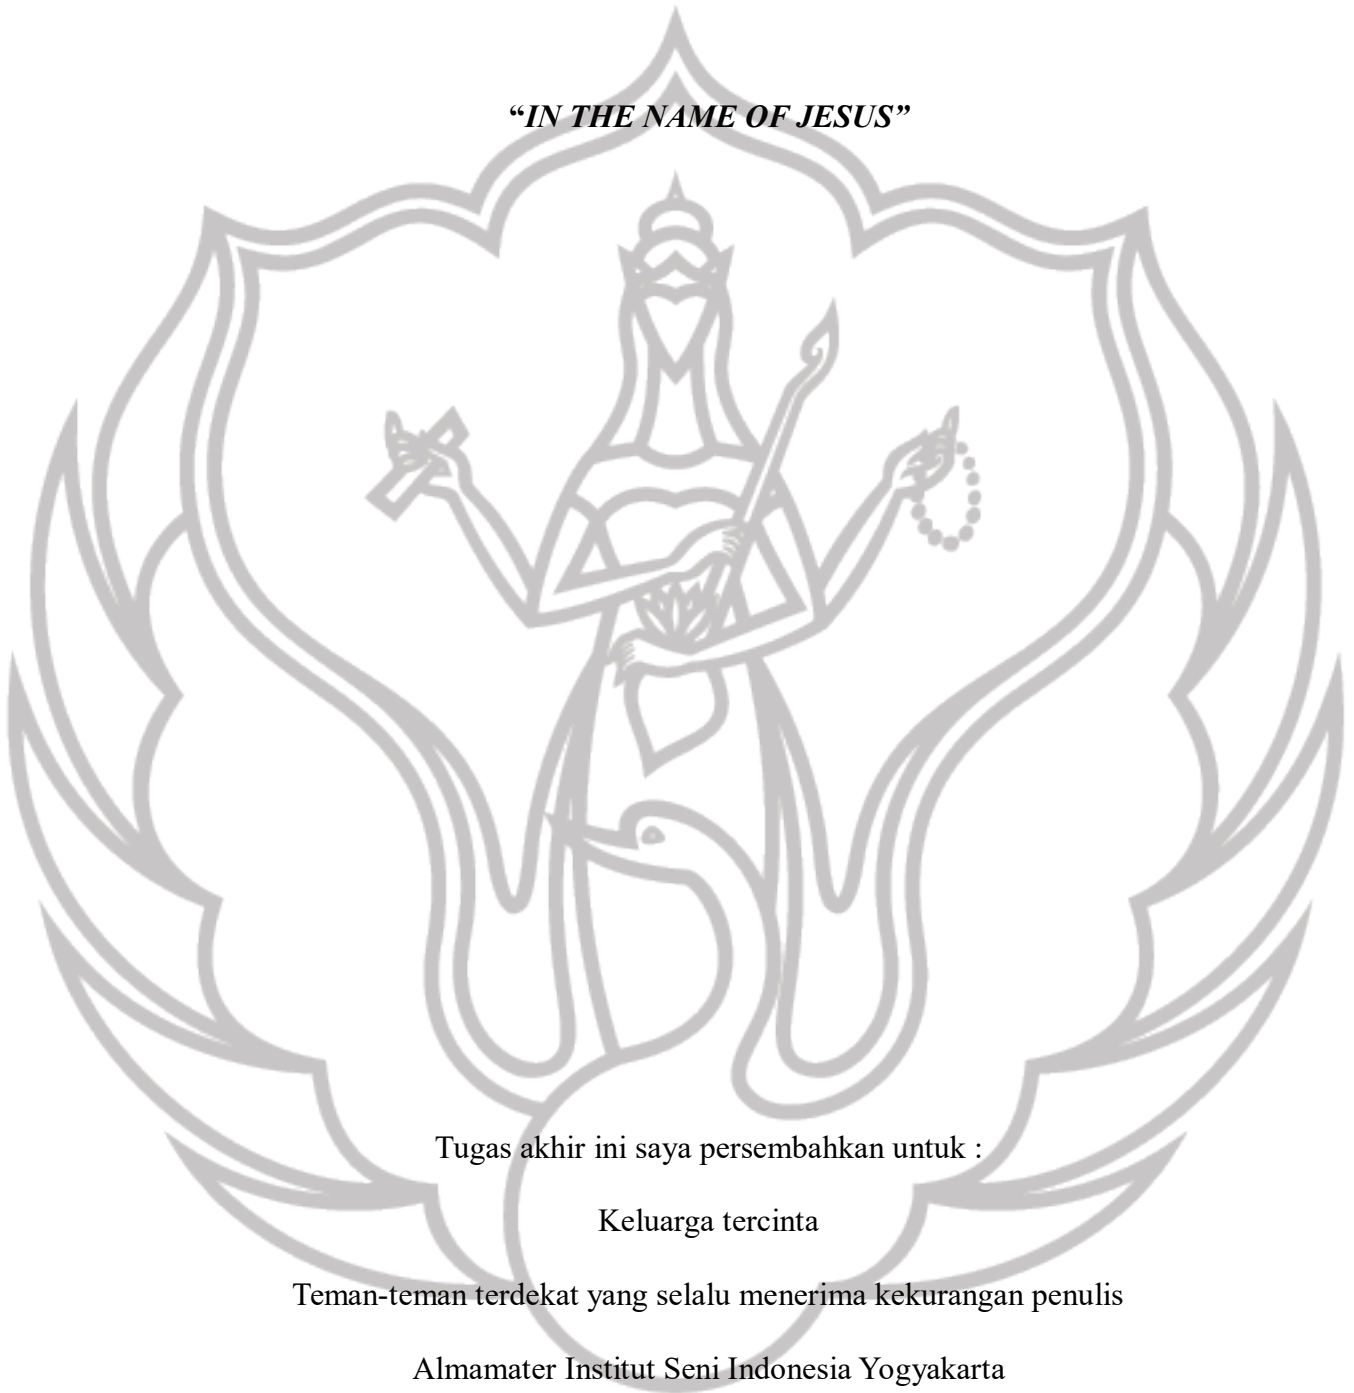 “IN THE NAME OF JESUS”
Tugas akhir ini saya persembahkan untuk :
Keluarga tercinta
Teman-teman terdekat yang selalu menerima kekurangan penulis
Almamater Institut Seni Indonesia Yogyakarta